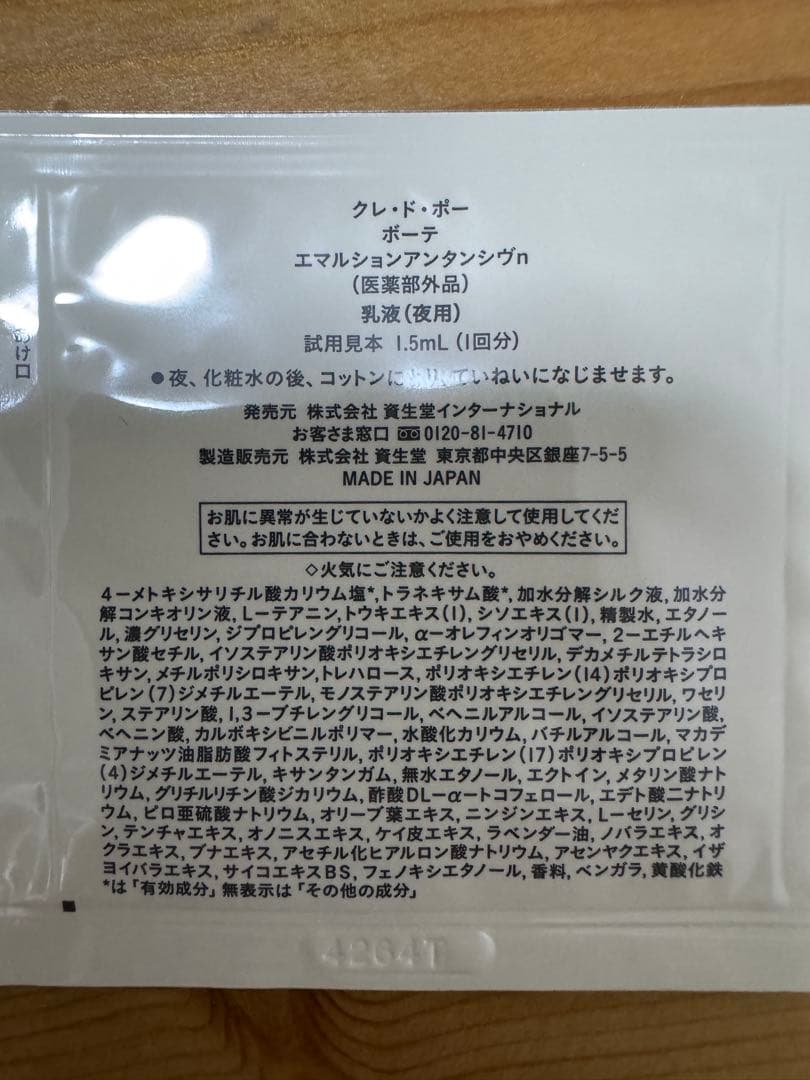 クレ・ド・ポー
ボーテ
エマルションアンタンシヴn
(医薬部外品)
乳液(夜用)
試用見本 1.5mL (1回分)
●夜、化粧水の後、コットンにとり、ていねいになじませます。
け口
発売元 株式会社 資生堂インターナショナル
お客さま窓口 0120-81-4710
製造販売元 株式会社 資生堂 東京都中央区銀座7-5-5
MADE IN JAPAN
お肌に異常が生じていないかよく注意して使用してくだ
さい。お肌に合わないときは、ご使用をおやめください。
◇火気にご注意ください。
4ーメトキシサリチル酸カリウム塩*,トラネキサム酸*,加水分解シルク液,加水分
解コンキオリン液,Lーテアニン,トウキエキス(1),シソエキス(1),精製水,エタノー
ル,濃グリセリン,ジプロピレングリコール,αーオレフィンオリゴマー,2ーエチルヘキ
サン酸セチル,イソステアリン酸ポリオキシエチレングリセリル,デカメチルテトラシロ
キサン,メチルポリシロキサン,トレハロース,ポリオキシエチレン(14)ポリオキシプロ
ピレン(7)ジメチルエーテル,モノステアリン酸ポリオキシエチレングリセリル,ワセリ
ン,ステアリン酸,1,3ーブチレングリコール,ベヘニルアルコール,イソステアリン酸,
ベヘニン酸,カルボキシビニルポリマー,水酸化カリウム,バチルアルコール,マカデ
ミアナッツ油脂肪酸フィトステリル,ポリオキシエチレン(17)ポリオキシプロピレン
(4)ジメチルエーテル,キサンタンガム,無水エタノール,エクトイン,メタリン酸ナト
リウム,グリチルリチン酸ジカリウム,酢酸DLーαートコフェロール,エデト酸二ナトリ
ウム,ピロ亜硫酸ナトリウム,オリーブ葉エキス,ニンジンエキス,Lーセリン,グリシ
ン,テンチャエキス,オノニスエキス,ケイ皮エキス,ラベンダー油,ノバラエキス,オ
クラエキス,ブナエキス,アセチル化ヒアルロン酸ナトリウム,アセンヤクエキス,イザ
ヨイバラエキス,サイコエキスBS,フェノキシエタノール,香料,ベンガラ,黄酸化鉄
*は「有効成分」無表示は「その他の成分」
4264T